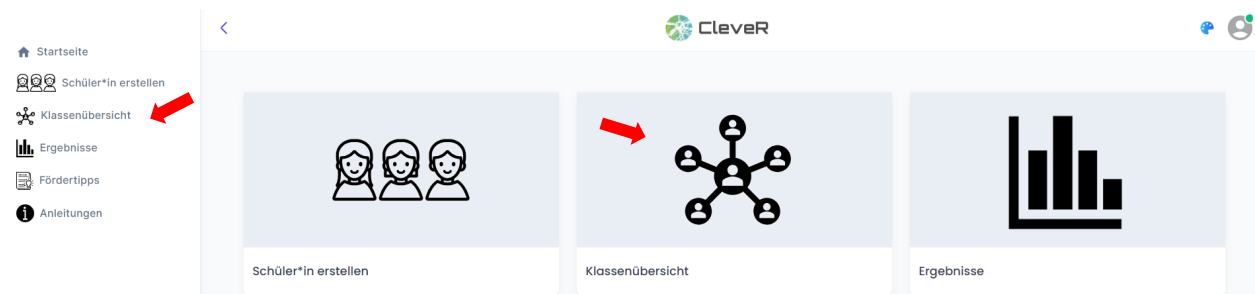 CleveR
Startseite
Schüler*in erstellen
Klassenübersicht
Ergebnisse
Fördertipps
Anleitungen
Schüler*in erstellen
Klassenübersicht
Ergebnisse